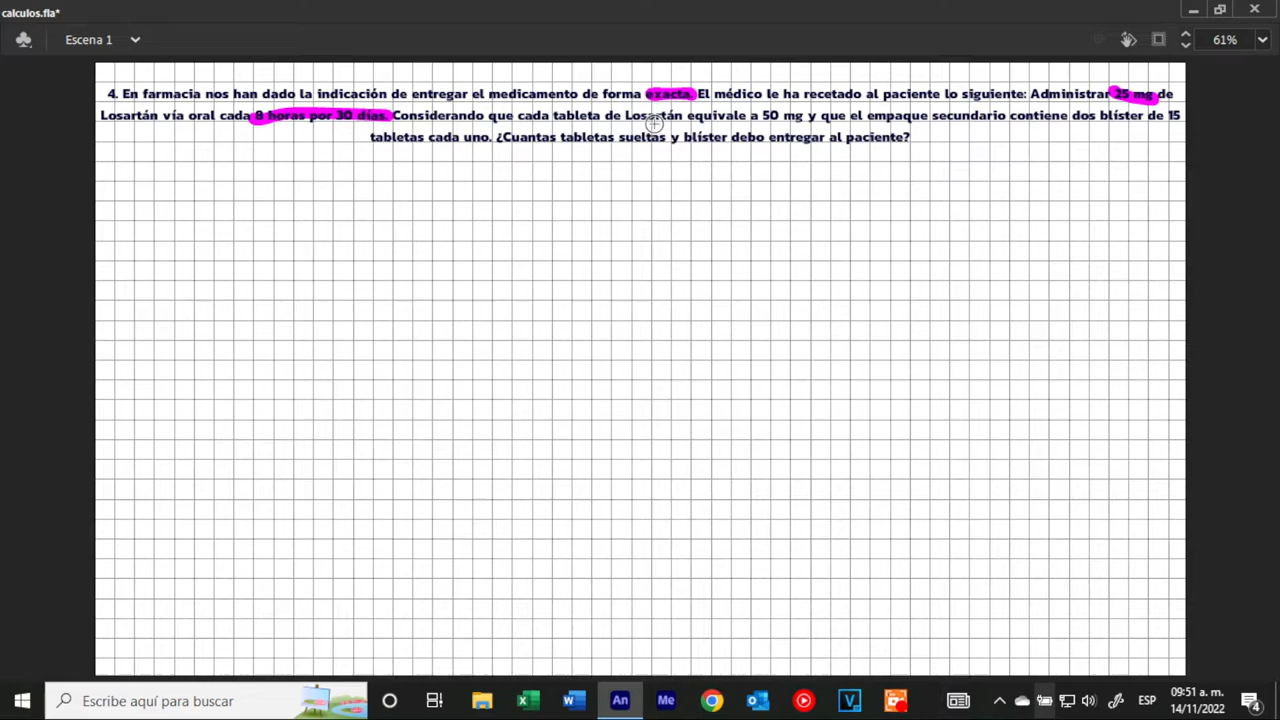 calculos.fla*
Escena 1
61%
4. En farmacia nos han dado la indicación de entregar el medicamento de forma exacta. El médico le ha recetado al paciente lo siguiente: Administrar 25 mg de
Losartán vía oral cada 8 horas por 30 días. Considerando que cada tableta de Losartán equivale a 50 mg y que el empaque secundario contiene dos blíster de 15
tabletas cada uno. ¿Cuantas tabletas sueltas y blíster debo entregar al paciente?
Escribe aquí para buscar
An
Me
ESP
09:51 a. m.
14/11/2022
4